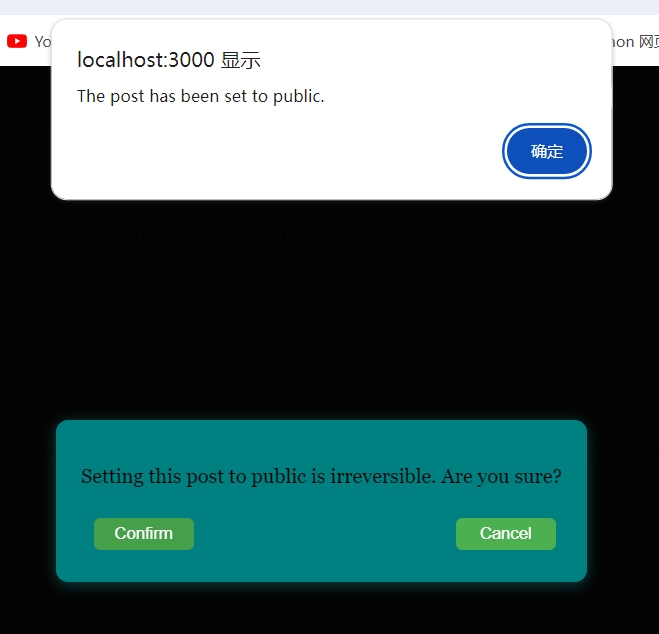 Yo
non 网页
localhost:3000 显示
The post has been set to public.
确定
Setting this post to public is irreversible. Are you sure?
Confirm
Cancel